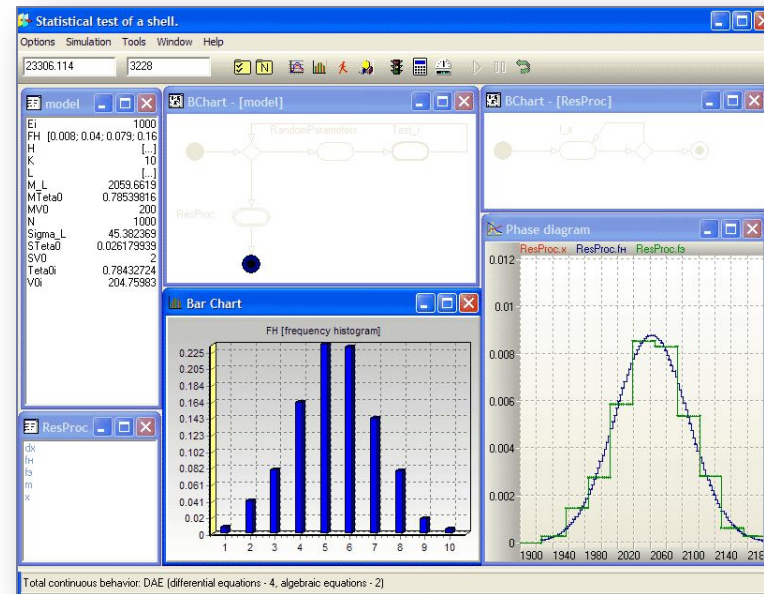 Statistical test of a shell.
Options Simulation Tools Window Help
23306.114 3228
model
Ei 1000
FH [0.008; 0.04; 0.079; 0.16
H [...]
K 10
L [...]
M_L 2059.6619
MTeta0 0.78539816
MV0 200
N 1000
Sigma_L 45.382369
STeta0 0.026179939
SV0 2
Teta0i 0.78432724
V0i 204.75983
BChart - [model]
RandomParameters Test_i
ResProc
BChart - [ResProc]
f_x
ResProc
dx
fн
fэ
m
x
Bar Chart
FH [frequency histogram]
0.225
0.205
0.184
0.164
0.143
0.123
0.102
0.082
0.061
0.041
0.02
0
1 2 3 4 5 6 7 8 9 10
Phase diagram
ResProc.x ResProc.fн ResProc.fэ
0.012
0.01
0.008
0.006
0.004
0.002
0
1900 1940 1980 2020 2060 2100 2140 218
Total continuous behavior: DAE (differential equations - 4, algebraic equations - 2)